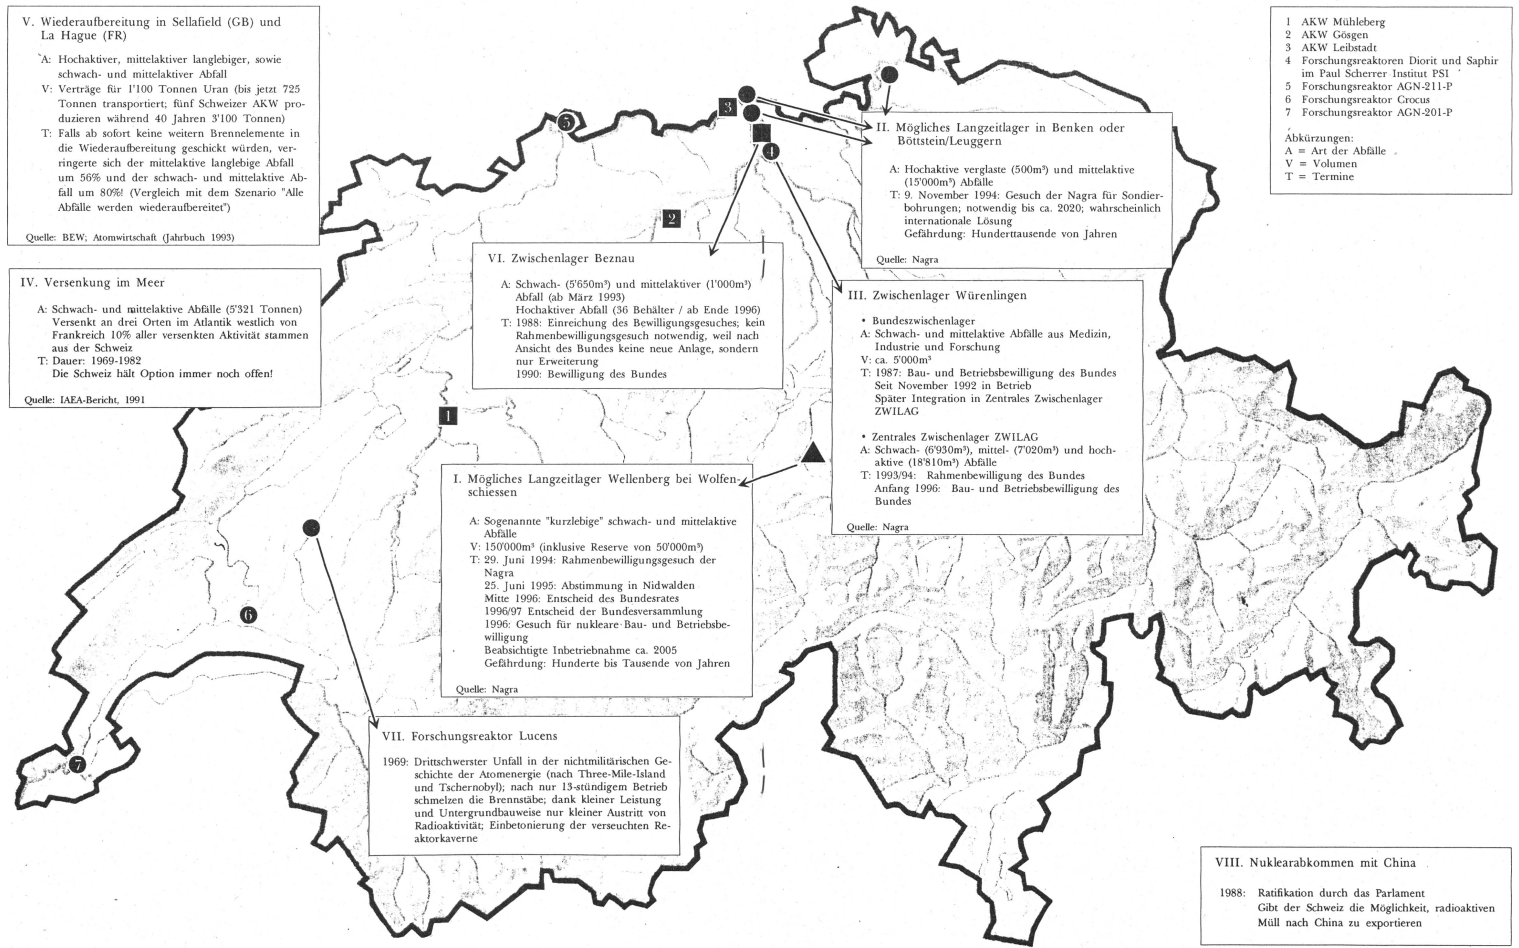 V. Wiederaufbereitung in Sellafield (GB) und
La Hague (FR)
A: Hochaktiver, mittelaktiver langlebiger, sowie
schwach- und mittelaktiver Abfall
V: Verträge für 1'100 Tonnen Uran (bis jetzt 725
Tonnen transportiert; fünf Schweizer AKW pro-
duzieren während 40 Jahren 3'100 Tonnen)
T: Falls ab sofort keine weitern Brennelemente in
die Wiederaufbereitung geschickt würden, ver-
ringerte sich der mittelaktive langlebige Abfall
um 56% und der schwach- und mittelaktive Ab-
fall um 80%! (Vergleich mit dem Szenario "Alle
Abfälle werden wiederaufbereitet")
Quelle: BEW; Atomwirtschaft (Jahrbuch 1993)
IV. Versenkung im Meer
A: Schwach- und mittelaktive Abfälle (5'321 Tonnen)
Versenkt an drei Orten im Atlantik westlich von
Frankreich 10% aller versenkten Aktivität stammen
aus der Schweiz
T: Dauer: 1969-1982
Die Schweiz hält Option immer noch offen!
Quelle: IAEA-Bericht, 1991
1 AKW Mühleberg
2 AKW Gösgen
3 AKW Leibstadt
4 Forschungsreaktoren Diorit und Saphir
im Paul Scherrer Institut PSI
5 Forschungsreaktor AGN-211-P
6 Forschungsreaktor Crocus
7 Forschungsreaktor AGN-201-P
Abkürzungen:
A = Art der Abfälle
V = Volumen
T = Termine
II. Mögliches Langzeitlager in Benken oder
Böttstein/Leuggern
A: Hochaktive verglaste (500m³) und mittelaktive
(15'000m³) Abfälle
T: 9. November 1994: Gesuch der Nagra für Sondier-
bohrungen; notwendig bis ca. 2020; wahrscheinlich
internationale Lösung
Gefährdung: Hunderttausende von Jahren
Quelle: Nagra
VI. Zwischenlager Beznau
A: Schwach- (5'650m³) und mittelaktiver (1'000m³)
Abfall (ab März 1993)
Hochaktiver Abfall (36 Behälter / ab Ende 1996)
T: 1988: Einreichung des Bewilligungsgesuches; kein
Rahmenbewilligungsgesuch notwendig, weil nach
Ansicht des Bundes keine neue Anlage, sondern
nur Erweiterung
1990: Bewilligung des Bundes
III. Zwischenlager Würenlingen
• Bundeszwischenlager
A: Schwach- und mittelaktive Abfälle aus Medizin,
Industrie und Forschung
V: ca. 5'000m³
T: 1987: Bau- und Betriebsbewilligung des Bundes
Seit November 1992 in Betrieb
Später Integration in Zentrales Zwischenlager
ZWILAG
• Zentrales Zwischenlager ZWILAG
A: Schwach- (6'930m³), mittel- (7'020m³) und hoch-
aktive (18'810m³) Abfälle
T: 1993/94: Rahmenbewilligung des Bundes
Anfang 1996: Bau- und Betriebsbewilligung des
Bundes
Quelle: Nagra
I. Mögliches Langzeitlager Wellenberg bei Wolfen-
schiessen
A: Sogenannte "kurzlebige" schwach- und mittelaktive
Abfälle
V: 150'000m³ (inklusive Reserve von 50'000m³)
T: 29. Juni 1994: Rahmenbewilligungsgesuch der
Nagra
25. Juni 1995: Abstimmung in Nidwalden
Mitte 1996: Entscheid des Bundesrates
1996/97 Entscheid der Bundesversammlung
1996: Gesuch für nukleare Bau- und Betriebsbe-
willigung
Beabsichtigte Inbetriebnahme ca. 2005
Gefährdung: Hunderte bis Tausende von Jahren
Quelle: Nagra
VII. Forschungsreaktor Lucens
1969: Drittschwerster Unfall in der nichtmilitärischen Ge-
schichte der Atomenergie (nach Three-Mile-Island
und Tschernobyl); nach nur 13-stündigem Betrieb
schmelzen die Brennstäbe; dank kleiner Leistung
und Untergrundbauweise nur kleiner Austritt von
Radioaktivität; Einbetonierung der verseuchten Re-
aktorkaverne
VIII. Nuklearabkommen mit China
1988: Ratifikation durch das Parlament
Gibt der Schweiz die Möglichkeit, radioaktiven
Müll nach China zu exportieren
5
3
4
2
1
6
7